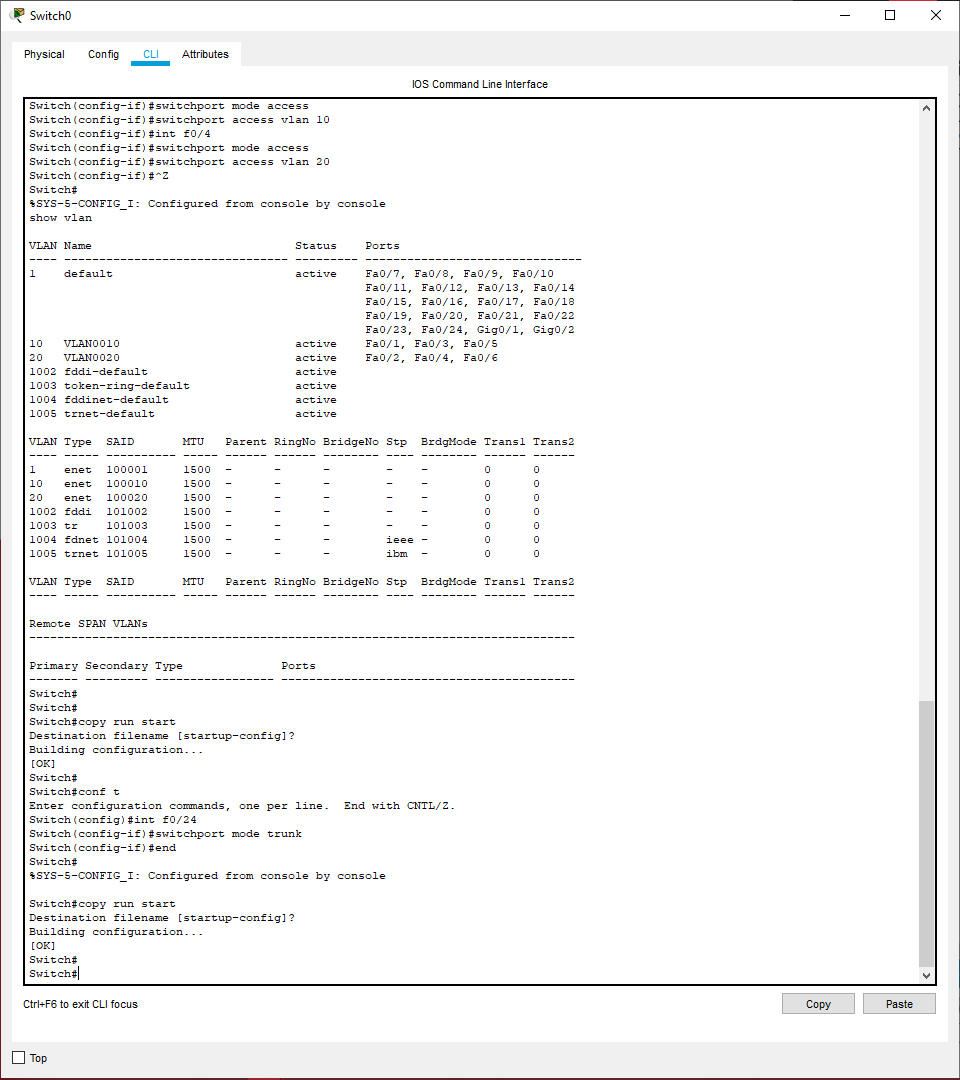 Switch0
Physical Config CLI Attributes
IOS Command Line Interface
Switch(config-if)#switchport mode access
Switch(config-if)#switchport access vlan 10
Switch(config-if)#int f0/4
Switch(config-if)#switchport mode access
Switch(config-if)#switchport access vlan 20
Switch(config-if)#^Z
Switch#
%SYS-5-CONFIG_I: Configured from console by console
show vlan

VLAN Name                             Status    Ports
---- -------------------------------- --------- -------------------------------
1    default                          active    Fa0/7, Fa0/8, Fa0/9, Fa0/10
                                                Fa0/11, Fa0/12, Fa0/13, Fa0/14
                                                Fa0/15, Fa0/16, Fa0/17, Fa0/18
                                                Fa0/19, Fa0/20, Fa0/21, Fa0/22
                                                Fa0/23, Fa0/24, Gig0/1, Gig0/2
10   VLAN0010                         active    Fa0/1, Fa0/3, Fa0/5
20   VLAN0020                         active    Fa0/2, Fa0/4, Fa0/6
1002 fddi-default                     active
1003 token-ring-default               active
1004 fddinet-default                  active
1005 trnet-default                    active

VLAN Type  SAID       MTU   Parent RingNo BridgeNo Stp  BrdgMode Trans1 Trans2
---- ----- ---------- ----- ------ ------ -------- ---- -------- ------ ------
1    enet  100001     1500  -      -      -        -    -        0      0
10   enet  100010     1500  -      -      -        -    -        0      0
20   enet  100020     1500  -      -      -        -    -        0      0
1002 fddi  101002     1500  -      -      -        -    -        0      0
1003 tr    101003     1500  -      -      -        -    -        0      0
1004 fdnet 101004     1500  -      -      -        ieee -        0      0
1005 trnet 101005     1500  -      -      -        ibm  -        0      0

VLAN Type  SAID       MTU   Parent RingNo BridgeNo Stp  BrdgMode Trans1 Trans2
---- ----- ---------- ----- ------ ------ -------- ---- -------- ------ ------

Remote SPAN VLANs
------------------------------------------------------------------------------

Primary Secondary Type              Ports
------- --------- ----------------- ------------------------------------------
Switch#
Switch#
Switch#copy run start
Destination filename [startup-config]?
Building configuration...
[OK]
Switch#
Switch#conf t
Enter configuration commands, one per line.  End with CNTL/Z.
Switch(config)#int f0/24
Switch(config-if)#switchport mode trunk
Switch(config-if)#end
Switch#
%SYS-5-CONFIG_I: Configured from console by console

Switch#copy run start
Destination filename [startup-config]?
Building configuration...
[OK]
Switch#
Switch#
Ctrl+F6 to exit CLI focus
Copy Paste
Top